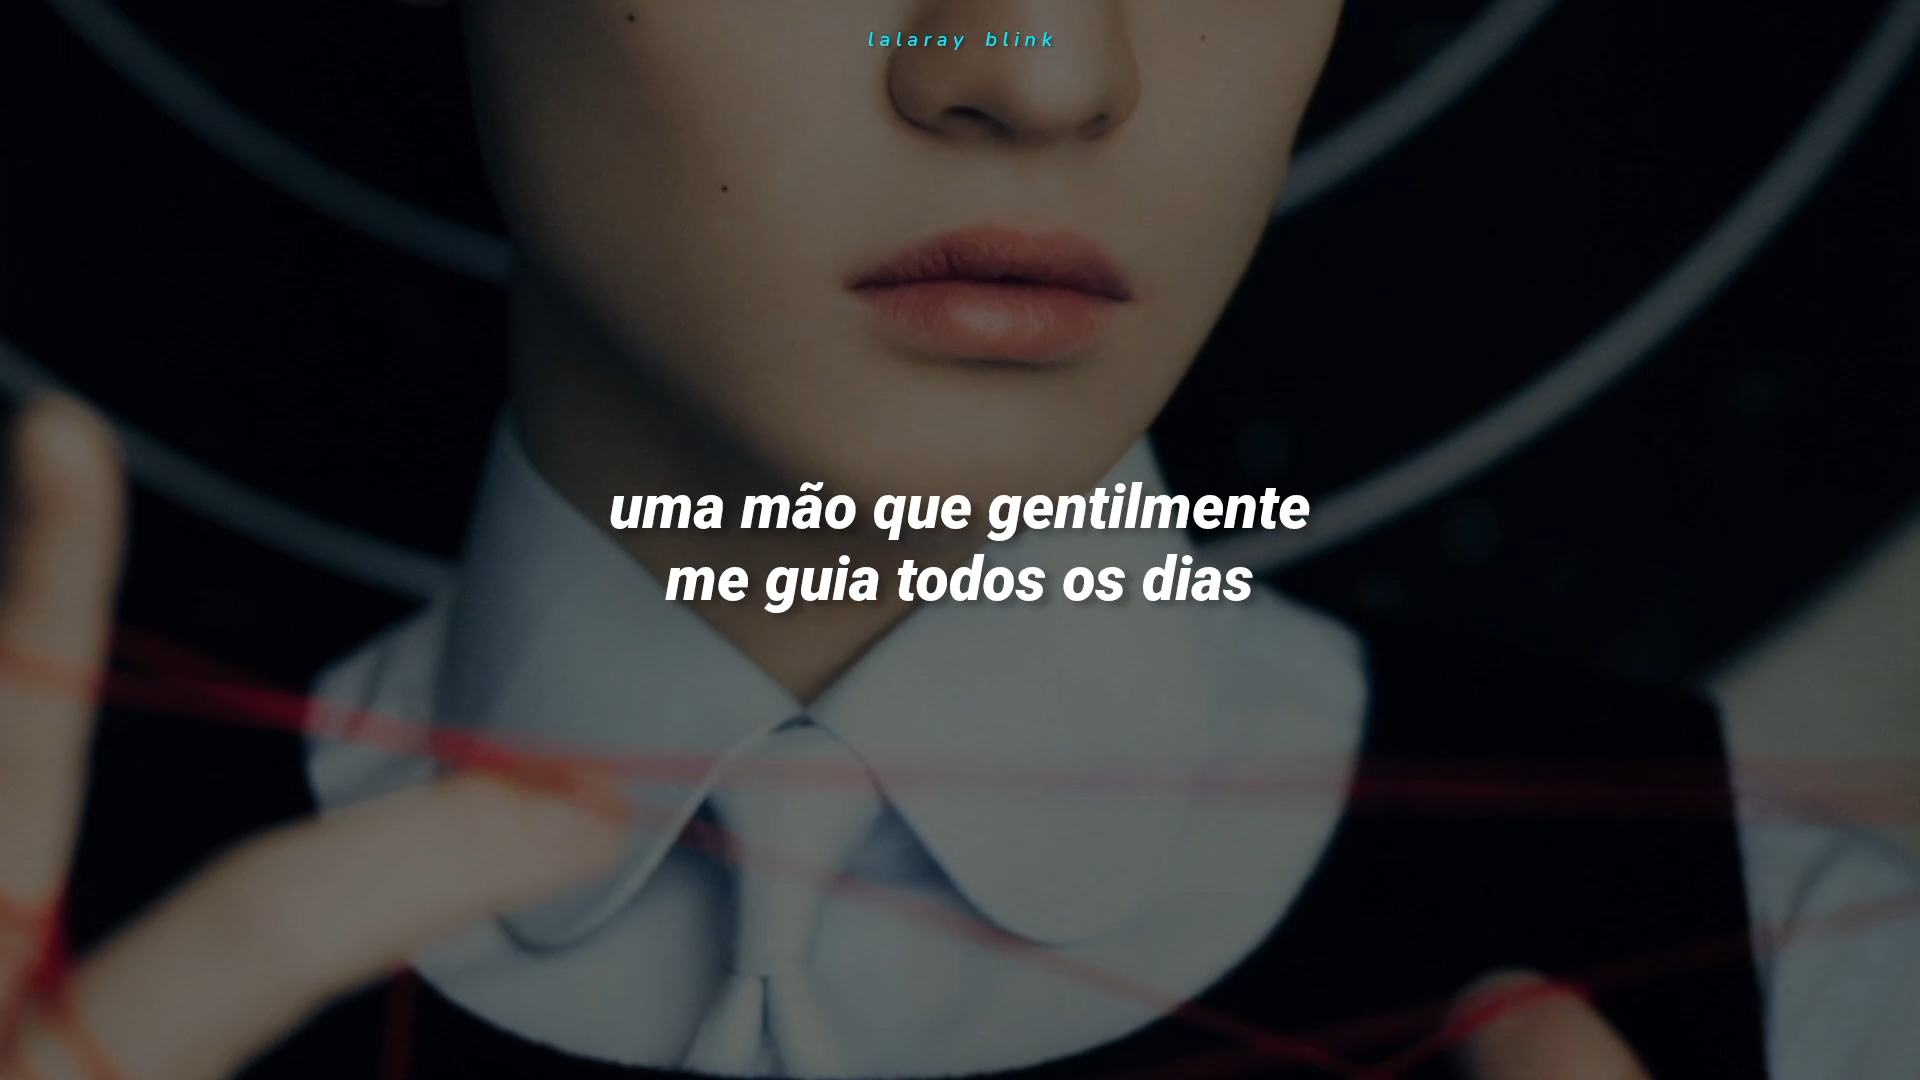 lalaray blink
uma mão que gentilmente
me guia todos os dias